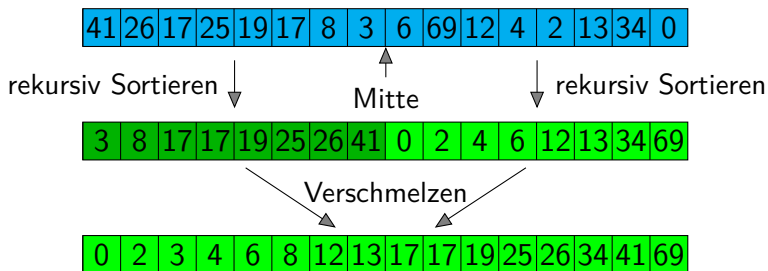 41 26 17 25 19 17 8 3 6 69 12 4 2 13 34 0
rekursiv Sortieren Mitte rekursiv Sortieren
3 8 17 17 19 25 26 41 0 2 4 6 12 13 34 69
Verschmelzen
0 2 3 4 6 8 12 13 17 17 19 25 26 34 41 69